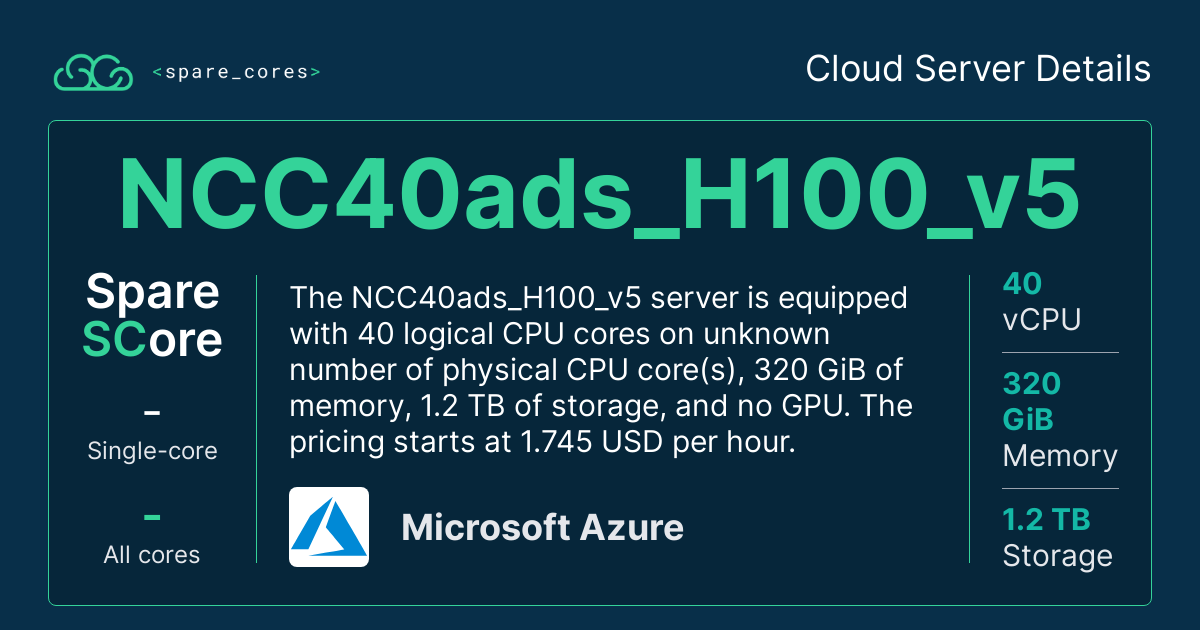 <spare_cores>
Cloud Server Details
NCC40ads_H100_v5
Spare
SCore
–
Single-core
–
All cores
The NCC40ads_H100_v5 server is equipped
with 40 logical CPU cores on unknown
number of physical CPU core(s), 320 GiB of
memory, 1.2 TB of storage, and no GPU. The
pricing starts at 1.745 USD per hour.
Microsoft Azure
40
vCPU
320
GiB
Memory
1.2 TB
Storage